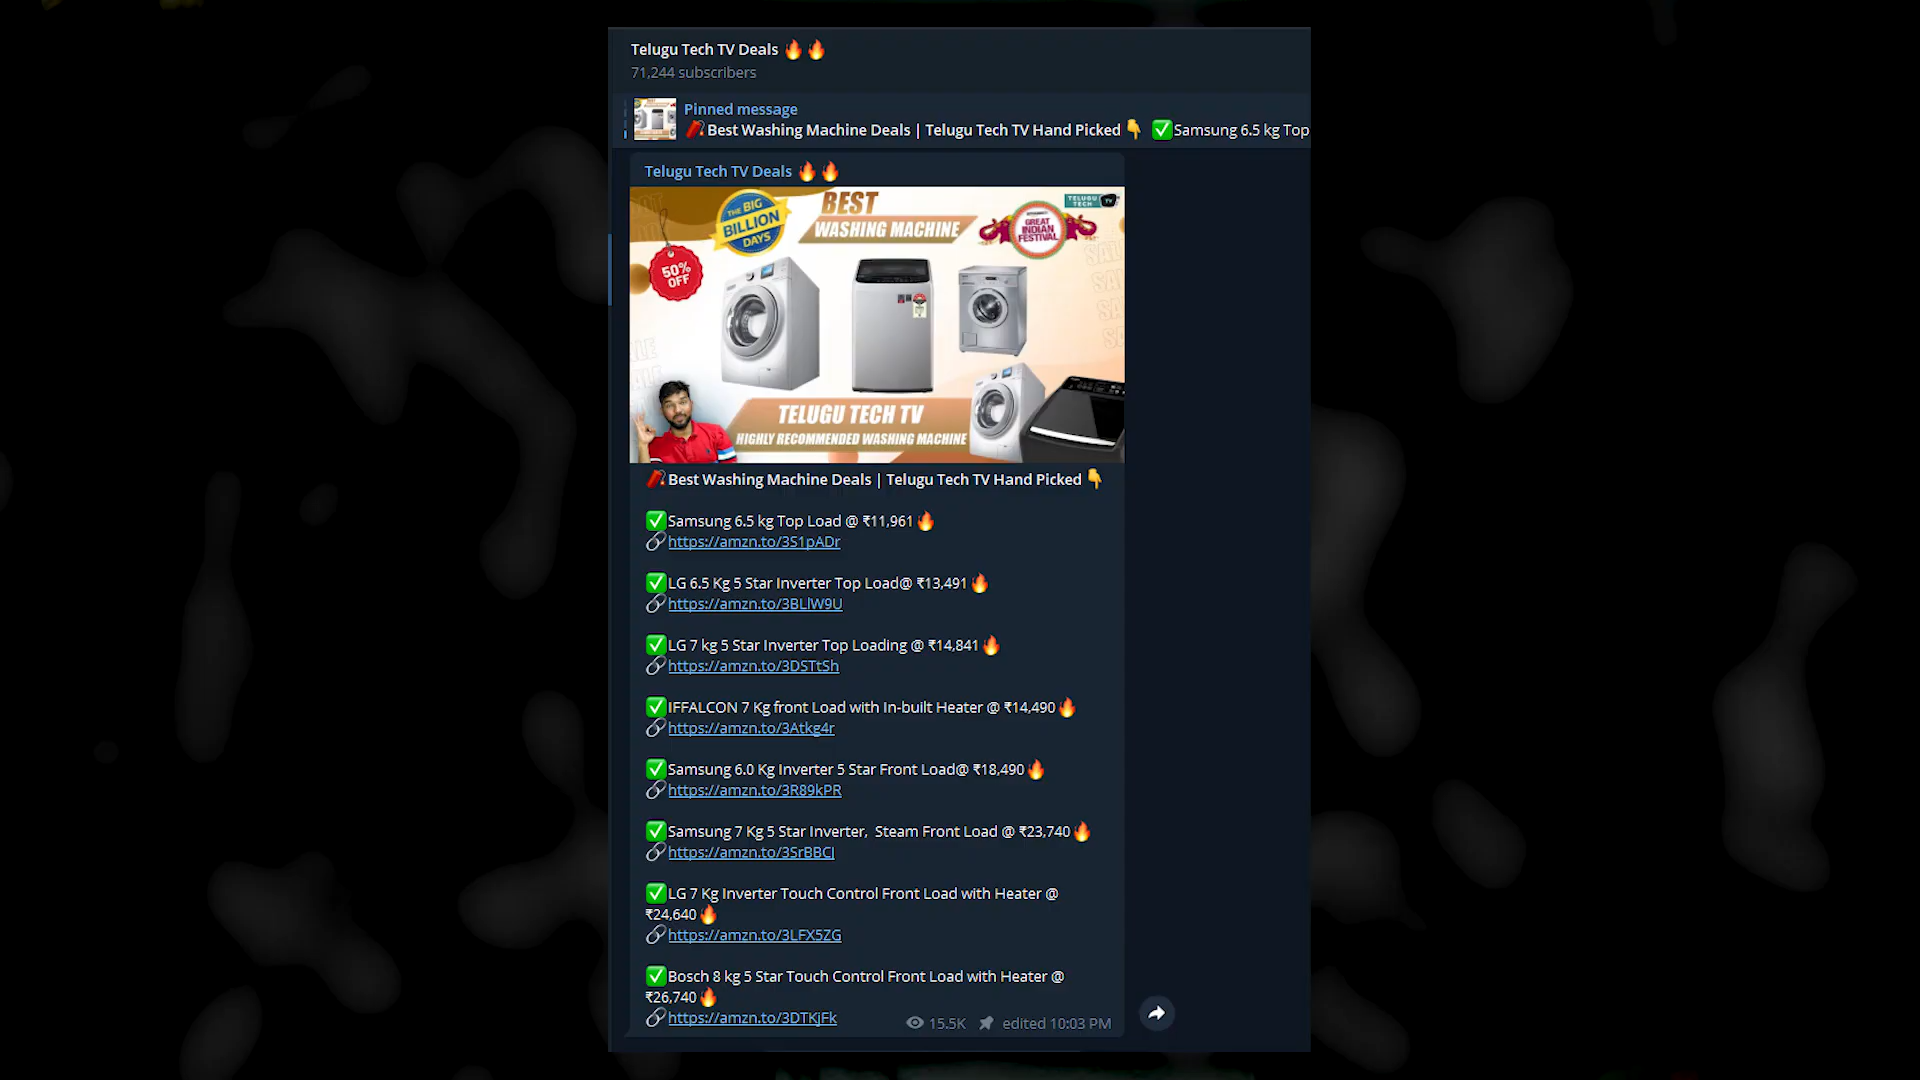 Telugu Tech TV Deals 🔥🔥
71,244 subscribers
Pinned message
Best Washing Machine Deals | Telugu Tech TV Hand Picked 👇 ✅Samsung 6.5 kg Top
Telugu Tech TV Deals 🔥🔥
THE BIG
BILLION
DAYS
BEST
WASHING MACHINE
GREAT
INDIAN
FESTIVAL
TELUGU
TECH
TV
50%
OFF
TELUGU TECH TV
HIGHLY RECOMMENDED WASHING MACHINE
Best Washing Machine Deals | Telugu Tech TV Hand Picked 👇
✅Samsung 6.5 kg Top Load @ ₹11,961🔥
🔗https://amzn.to/3S1pADr
✅LG 6.5 Kg 5 Star Inverter Top Load@ ₹13,491🔥
🔗https://amzn.to/3BLlW9U
✅LG 7 kg 5 Star Inverter Top Loading @ ₹14,841🔥
🔗https://amzn.to/3DSTtSh
✅IFFALCON 7 Kg front Load with In-built Heater @ ₹14,490🔥
🔗https://amzn.to/3Atkg4r
✅Samsung 6.0 Kg Inverter 5 Star Front Load@ ₹18,490🔥
🔗https://amzn.to/3R89kPR
✅Samsung 7 Kg 5 Star Inverter,  Steam Front Load @ ₹23,740🔥
🔗https://amzn.to/3SrBBCI
✅LG 7 Kg Inverter Touch Control Front Load with Heater @
₹24,640🔥
🔗https://amzn.to/3LFX5ZG
✅Bosch 8 kg 5 Star Touch Control Front Load with Heater @
₹26,740🔥
🔗https://amzn.to/3DTKjFk
15.5K edited 10:03 PM